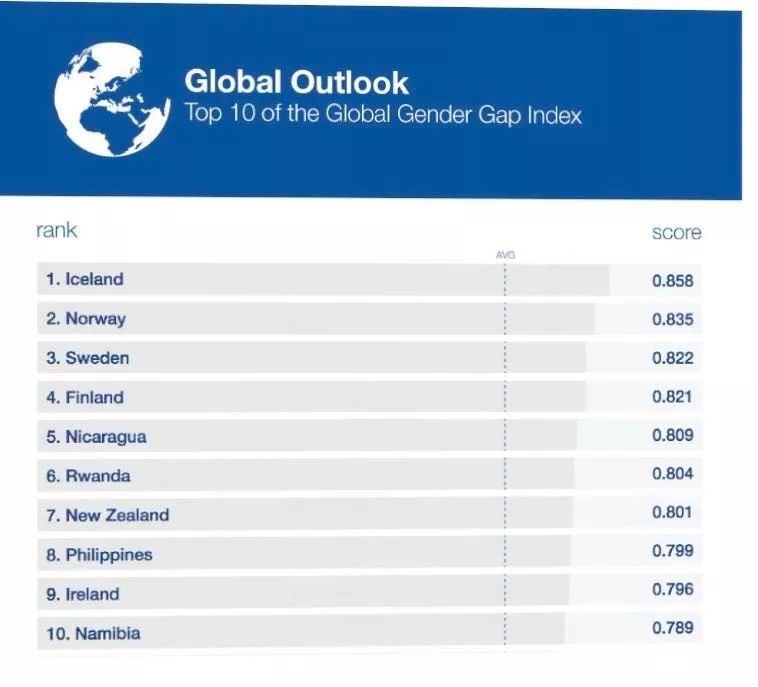 Global Outlook
Top 10 of the Global Gender Gap Index
rank score
AVG
1. Iceland 0.858
2. Norway 0.835
3. Sweden 0.822
4. Finland 0.821
5. Nicaragua 0.809
6. Rwanda 0.804
7. New Zealand 0.801
8. Philippines 0.799
9. Ireland 0.796
10. Namibia 0.789